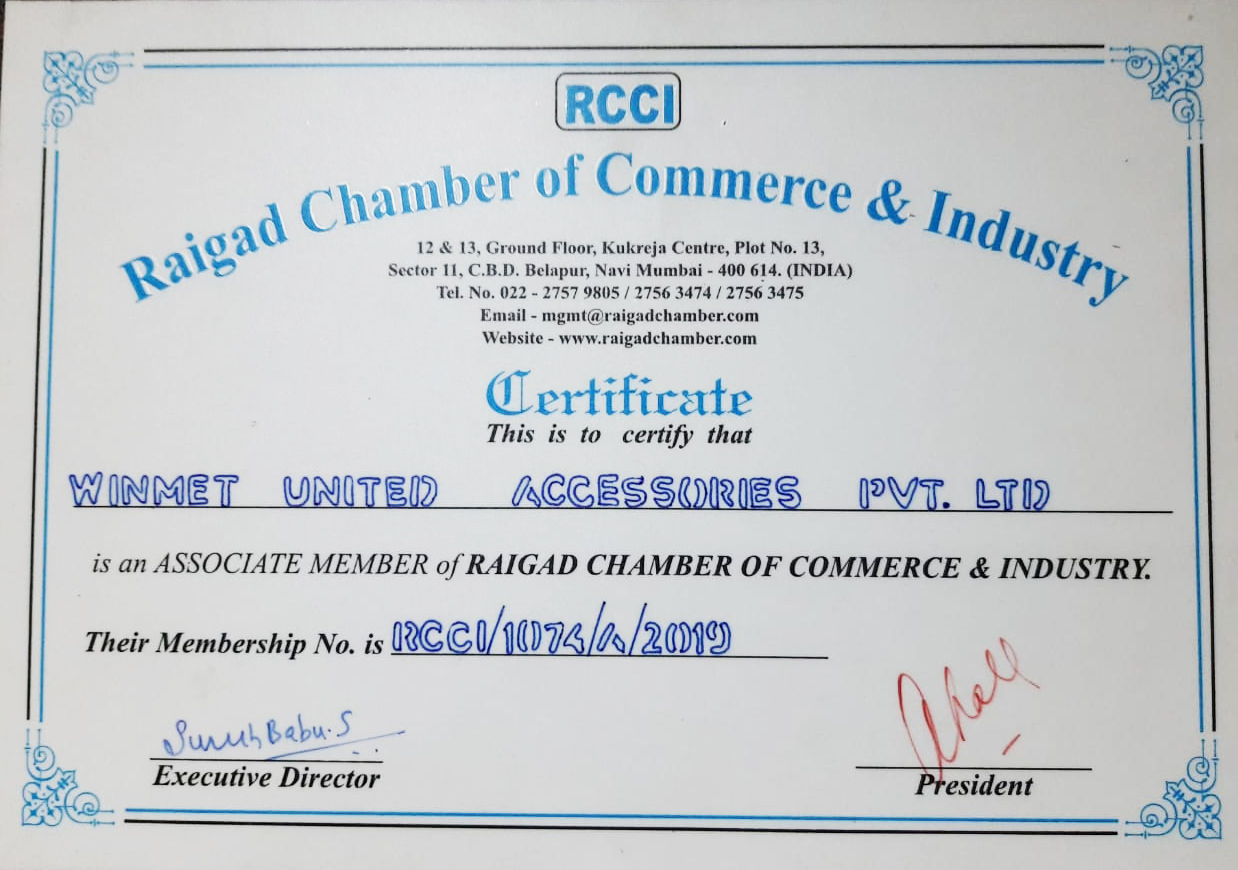 RCCI
Raigad Chamber of Commerce & Industry
12 & 13, Ground Floor, Kukreja Centre, Plot No. 13,
Sector 11, C.B.D. Belapur, Navi Mumbai - 400 614. (INDIA)
Tel. No. 022 - 2757 9805 / 2756 3474 / 2756 3475
Email - mgmt@raigadchamber.com
Website - www.raigadchamber.com
Certificate
This is to certify that
WINMET UNITED ACCESSORIES PVT. LTD
is an ASSOCIATE MEMBER of RAIGAD CHAMBER OF COMMERCE & INDUSTRY.
Their Membership No. is RCCI/1074/A/2019
Babu.S
Executive Director
President